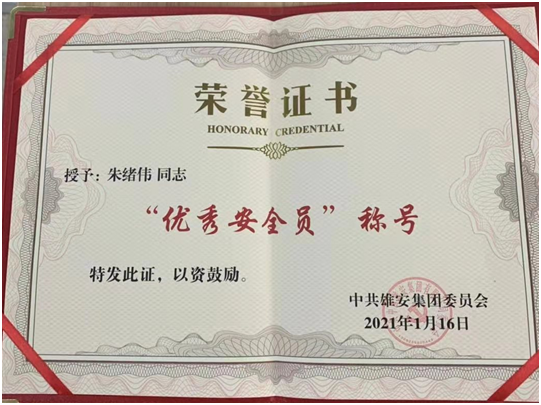 荣誉证书
HONORARY CREDENTIAL
授予：朱绪伟 同志
“优秀安全员”称号
特发此证，以资鼓励。
中共雄安集团委员会
2021年1月16日